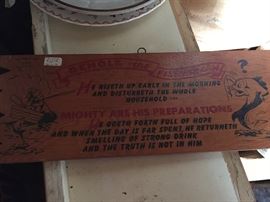 BEHOLD THE FISHERMAN
HE RISETH UP EARLY IN THE MORNING
AND DISTURBETH THE WHOLE
HOUSEHOLD
MIGHTY ARE HIS PREPARATIONS
HE GOETH FORTH FULL OF HOPE
AND WHEN THE DAY IS FAR SPENT, HE RETURNETH
SMELLING OF STRONG DRINK
AND THE TRUTH IS NOT IN HIM